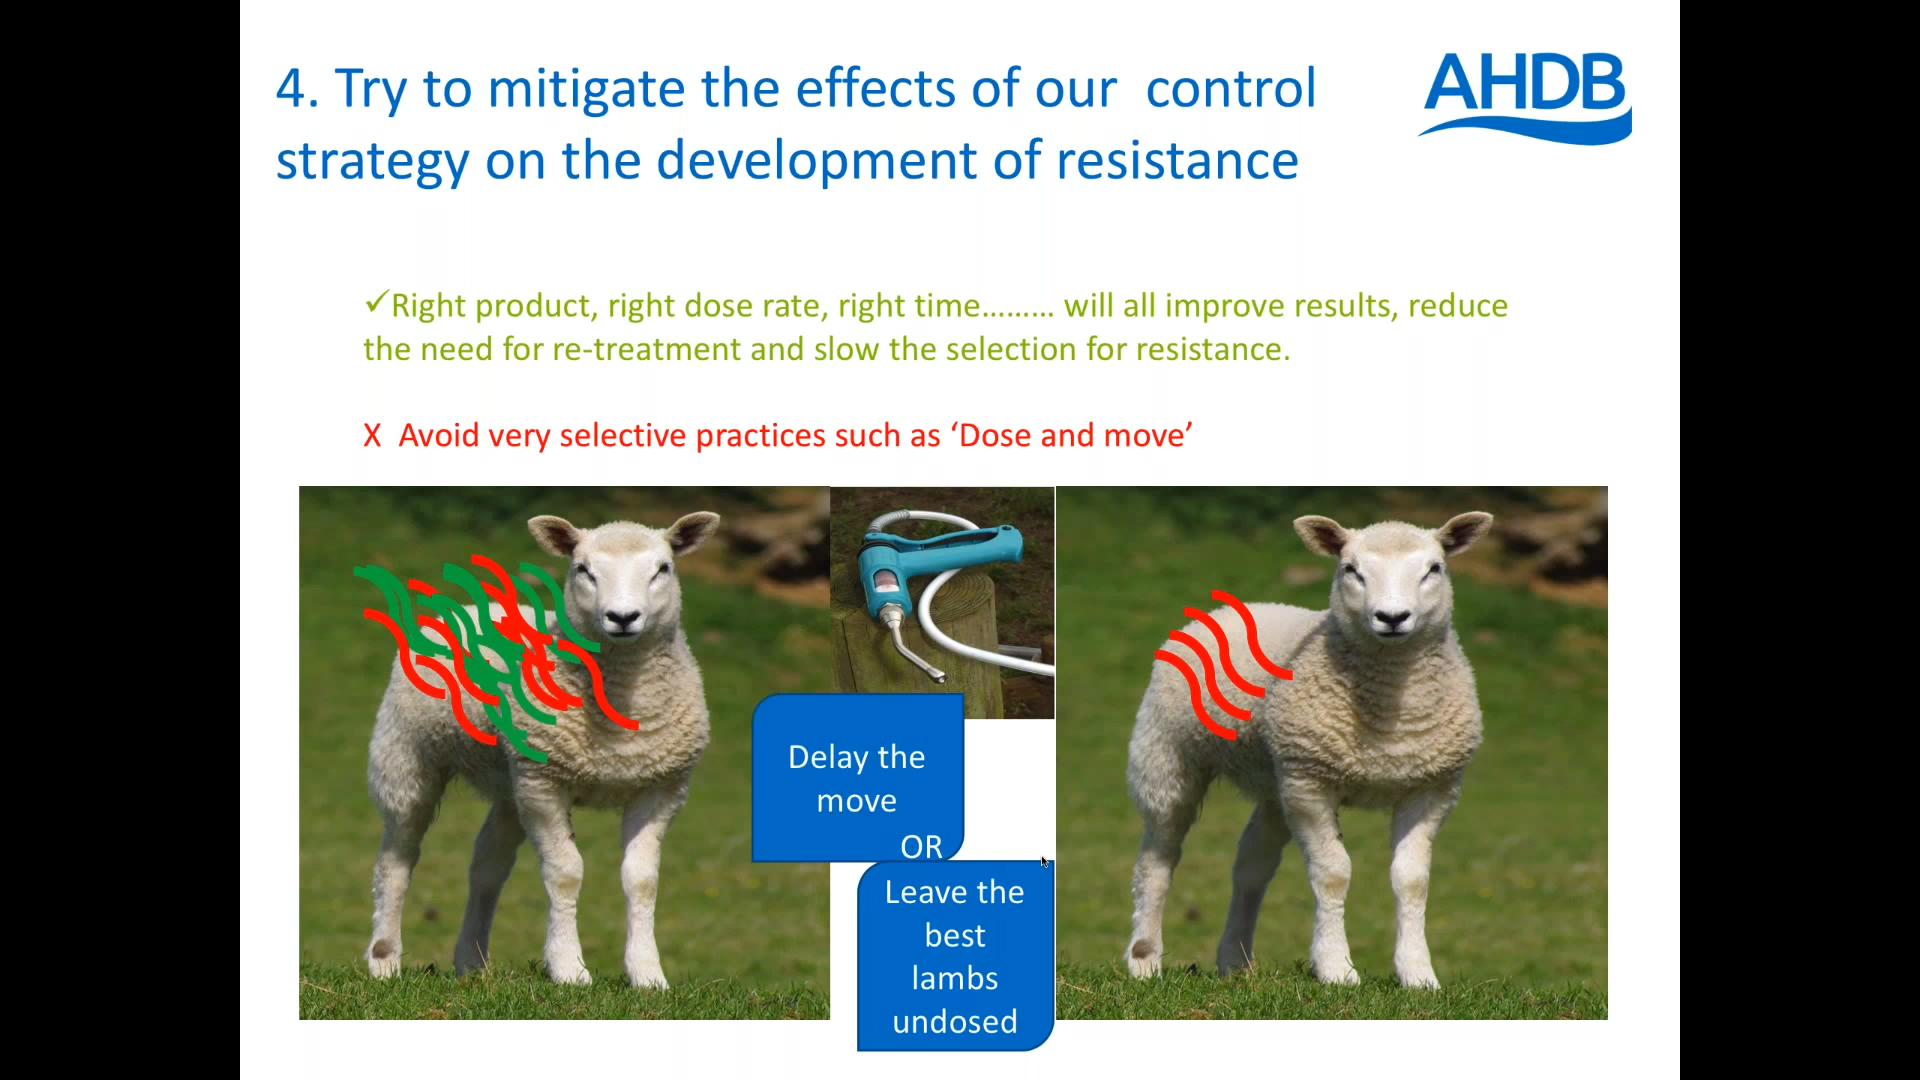 4. Try to mitigate the effects of our  control
strategy on the development of resistance
AHDB
✓Right product, right dose rate, right time……… will all improve results, reduce
the need for re-treatment and slow the selection for resistance.
X  Avoid very selective practices such as ‘Dose and move’
Delay the
move
OR
Leave the
best
lambs
undosed